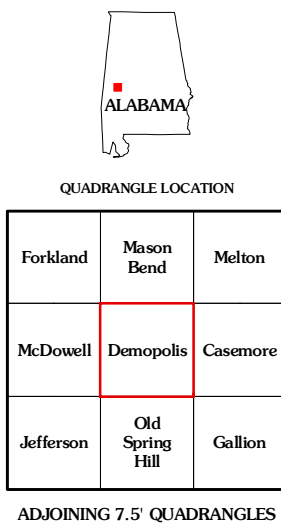 ALABAMA
QUADRANGLE LOCATION
Forkland
Mason
Bend
Melton
McDowell
Demopolis
Casemore
Jefferson
Old
Spring
Hill
Gallion
ADJOINING 7.5' QUADRANGLES